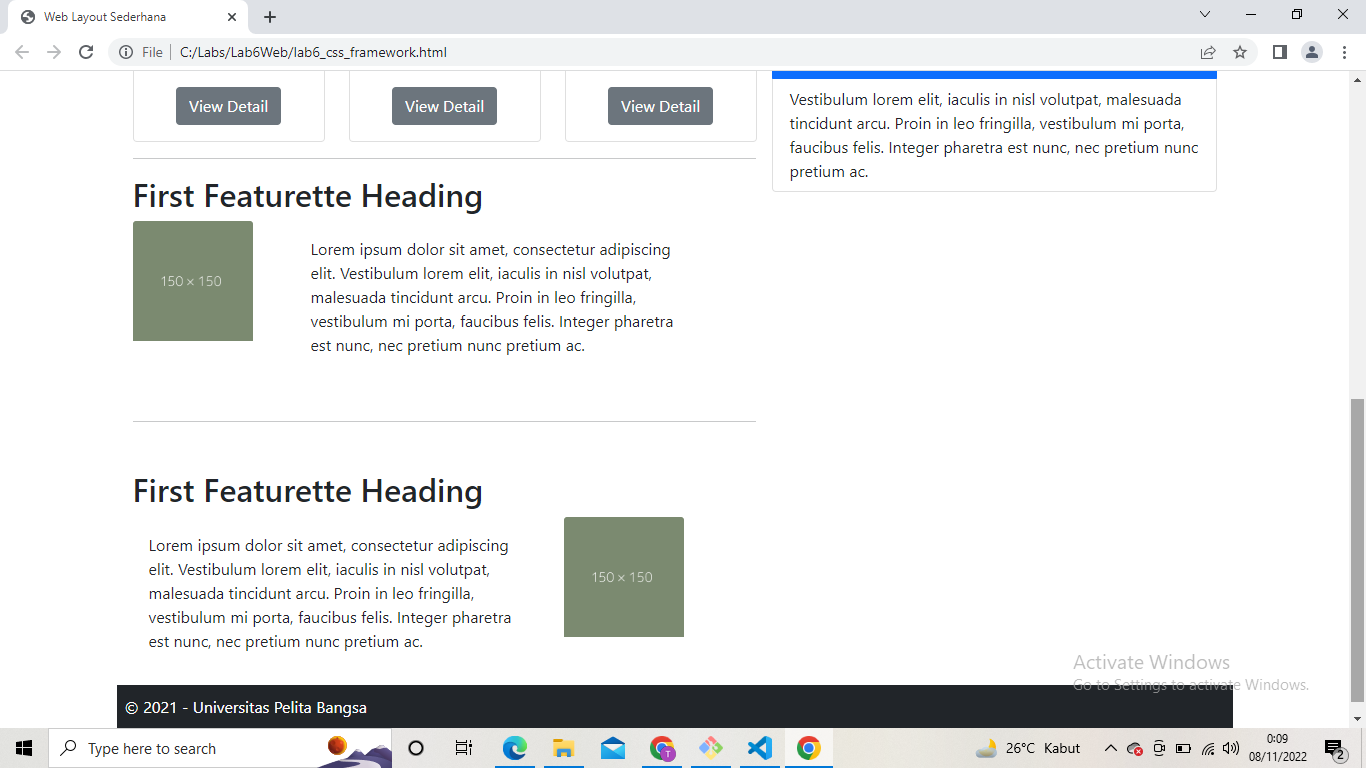 Web Layout Sederhana
File
C:/Labs/Lab6Web/lab6_css_framework.html
View Detail
View Detail
View Detail
Vestibulum lorem elit, iaculis in nisl volutpat, malesuada
tincidunt arcu. Proin in leo fringilla, vestibulum mi porta,
faucibus felis. Integer pharetra est nunc, nec pretium nunc
pretium ac.
First Featurette Heading
150 × 150
Lorem ipsum dolor sit amet, consectetur adipiscing
elit. Vestibulum lorem elit, iaculis in nisl volutpat,
malesuada tincidunt arcu. Proin in leo fringilla,
vestibulum mi porta, faucibus felis. Integer pharetra
est nunc, nec pretium nunc pretium ac.
First Featurette Heading
Lorem ipsum dolor sit amet, consectetur adipiscing
elit. Vestibulum lorem elit, iaculis in nisl volutpat,
malesuada tincidunt arcu. Proin in leo fringilla,
vestibulum mi porta, faucibus felis. Integer pharetra
est nunc, nec pretium nunc pretium ac.
150 × 150
Activate Windows
Go to Settings to activate Windows.
© 2021 - Universitas Pelita Bangsa
Type here to search
T
26°C Kabut
0:09
08/11/2022
2